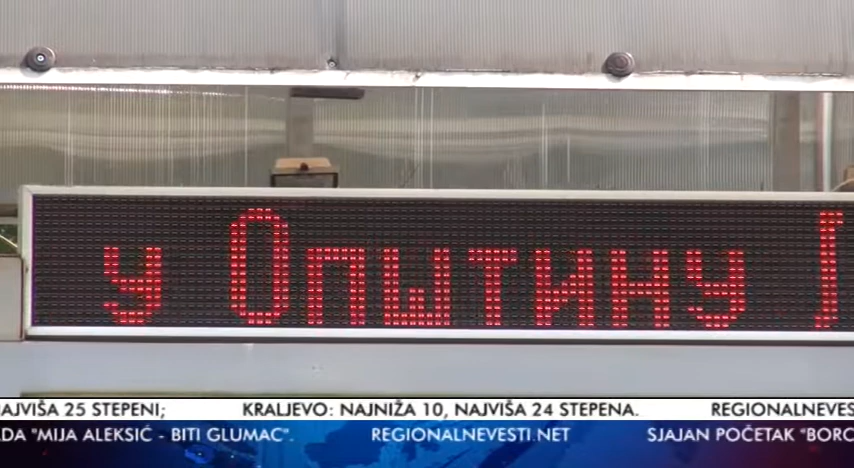 у Општину
AJVIŠA 25 STEPENI; KRALJEVO: NAJNIŽA 10, NAJVIŠA 24 STEPENA. REGIONALNEVES
DA "MIJA ALEKSIĆ - BITI GLUMAC". REGIONALNEVESTI.NET SJAJAN POČETAK "BORC